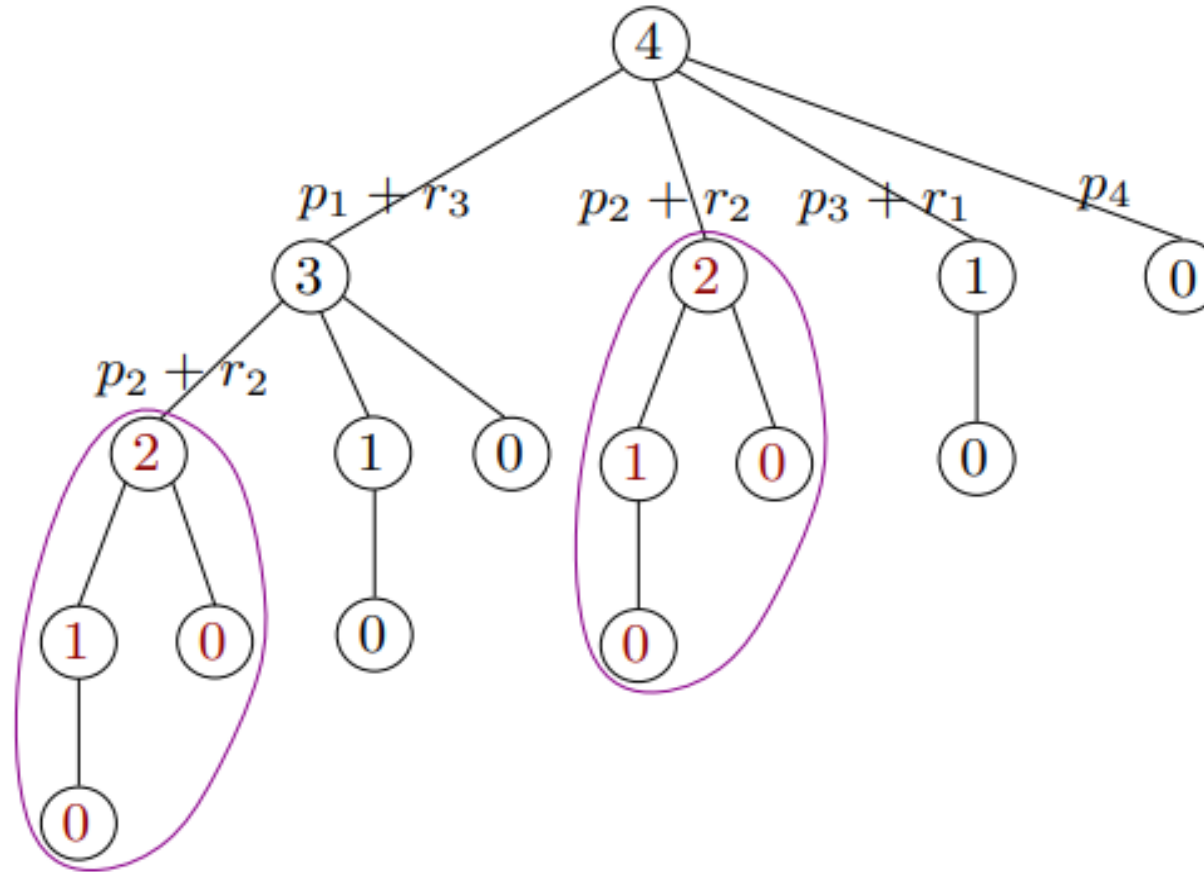 4
p₁ + r₃ p₂ + r₂ p₃ + r₁ p₄
3 2 1 0
p₂ + r₂
2 1 0 1 0 0
1 0 0 0
0